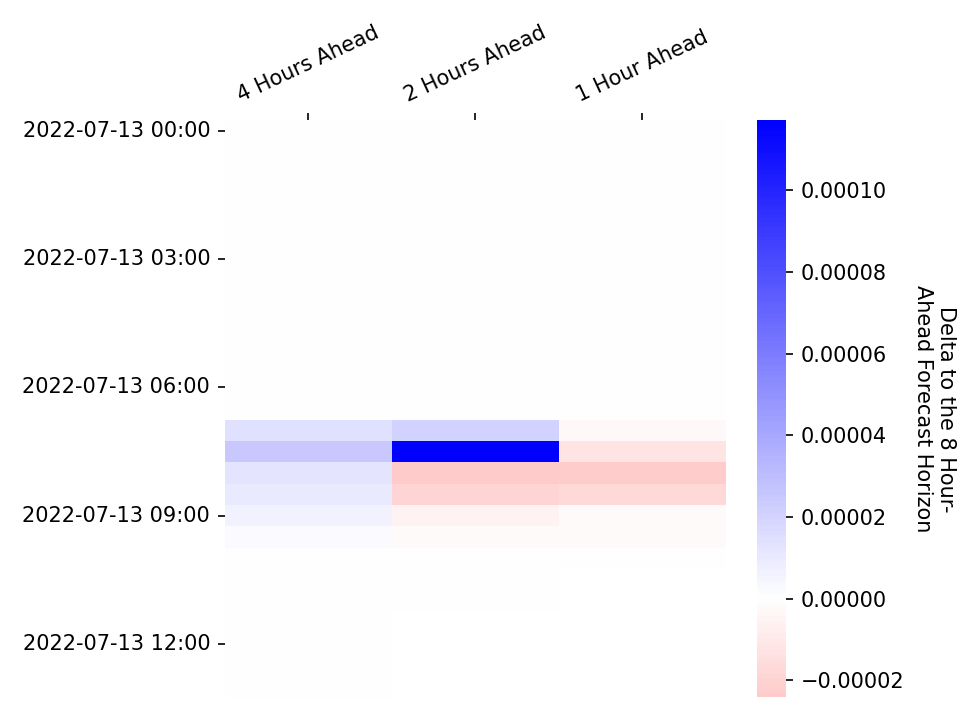 4 Hours Ahead
2 Hours Ahead
1 Hour Ahead
2022-07-13 00:00
2022-07-13 03:00
2022-07-13 06:00
2022-07-13 09:00
2022-07-13 12:00
0.00010
0.00008
0.00006
0.00004
0.00002
0.00000
−0.00002
Delta to the 8 Hour-
Ahead Forecast Horizon